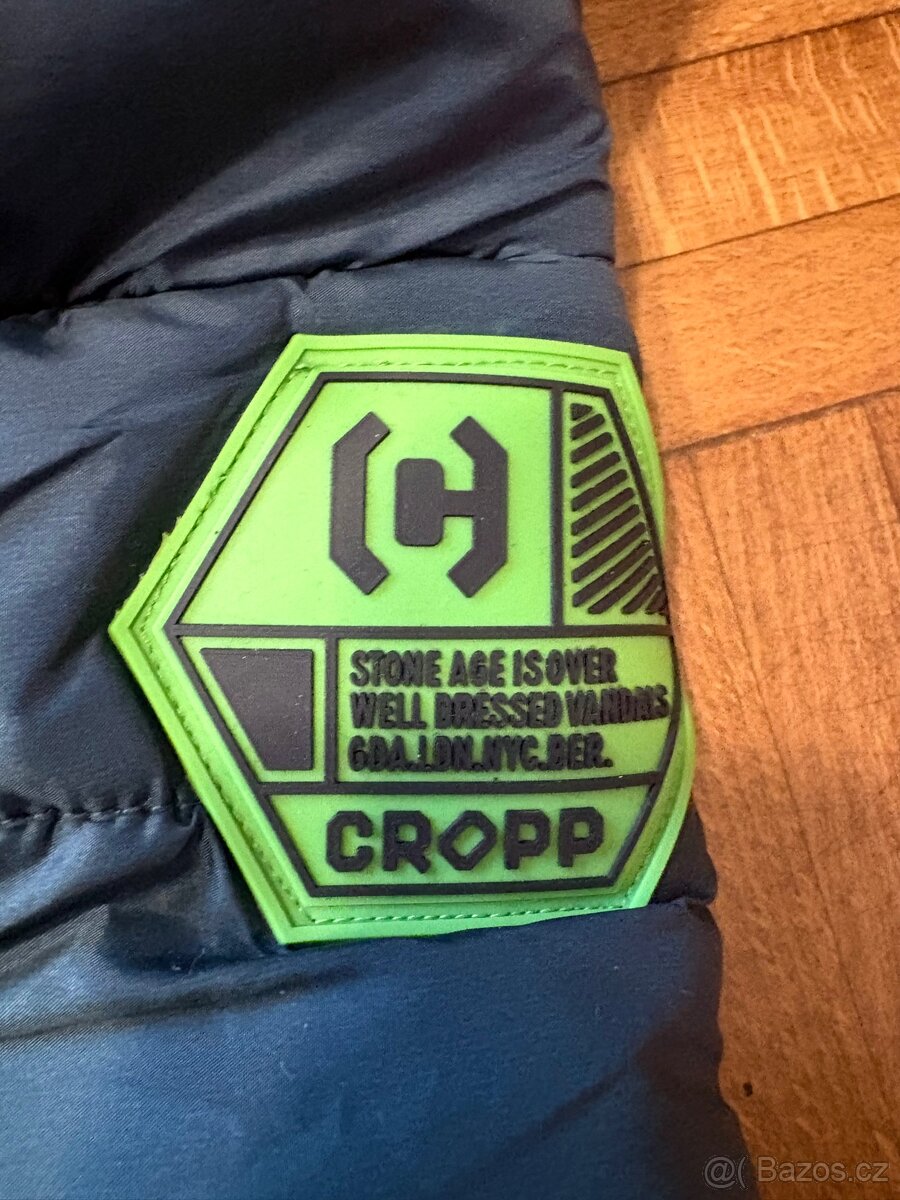 STONE AGE IS OVER
WELL DRESSED VANDALS
GDA.LDN.NYC.BER.
CROPP
@( Bazos.cz